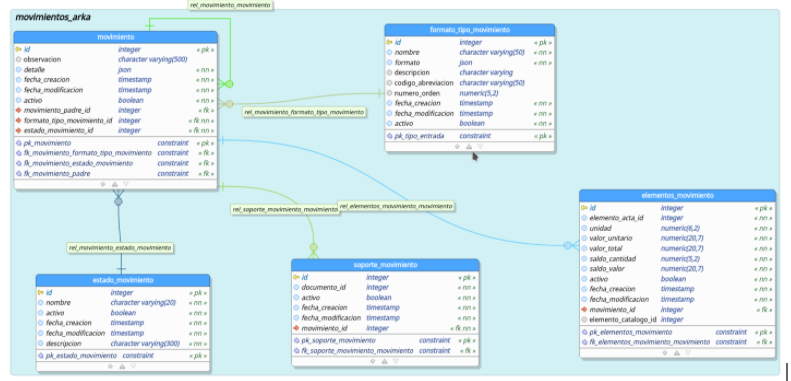 rel_movimiento_movimiento
movimientos_arka
movimiento
id integer « pk »
observacion character varying(500)
detalle json « nn »
fecha_creacion timestamp « nn »
fecha_modificacion timestamp « nn »
activo boolean « nn »
movimiento_padre_id integer « fk »
formato_tipo_movimiento_id integer « fk nn »
estado_movimiento_id integer « fk nn »
pk_movimiento constraint « pk »
fk_movimiento_formato_tipo_movimiento constraint « fk »
fk_movimiento_estado_movimiento constraint « fk »
fk_movimiento_padre constraint « fk »
formato_tipo_movimiento
id integer « pk »
nombre character varying(50) « nn »
formato json « nn »
descripcion character varying
codigo_abreviacion character varying(50)
numero_orden numeric(5,2)
fecha_creacion timestamp « nn »
fecha_modificacion timestamp « nn »
activo boolean « nn »
pk_tipo_entrada constraint « pk »
rel_movimiento_formato_tipo_movimiento
rel_soporte_movimiento_movimiento
rel_elementos_movimiento_movimiento
rel_movimiento_estado_movimiento
elementos_movimiento
id integer « pk »
elemento_acta_id integer « nn »
unidad numeric(6,2) « nn »
valor_unitario numeric(20,7) « nn »
valor_total numeric(20,7) « nn »
saldo_cantidad numeric(5,2) « nn »
saldo_valor numeric(20,7) « nn »
activo boolean « nn »
fecha_creacion timestamp « nn »
fecha_modificacion timestamp « nn »
movimiento_id integer « fk »
elemento_catalogo_id integer
pk_elementos_movimiento constraint « pk »
fk_elementos_movimiento_movimiento constraint « fk »
estado_movimiento
id integer « pk »
nombre character varying(20) « nn »
activo boolean « nn »
fecha_creacion timestamp « nn »
fecha_modificacion timestamp « nn »
descripcion character varying(300) « nn »
pk_estado_movimiento constraint « pk »
soporte_movimiento
id integer « pk »
documento_id integer « nn »
activo boolean « nn »
fecha_creacion timestamp « nn »
fecha_modificacion timestamp « nn »
movimiento_id integer « fk nn »
pk_soporte_movimiento constraint « pk »
fk_soporte_movimiento_movimiento constraint « fk »